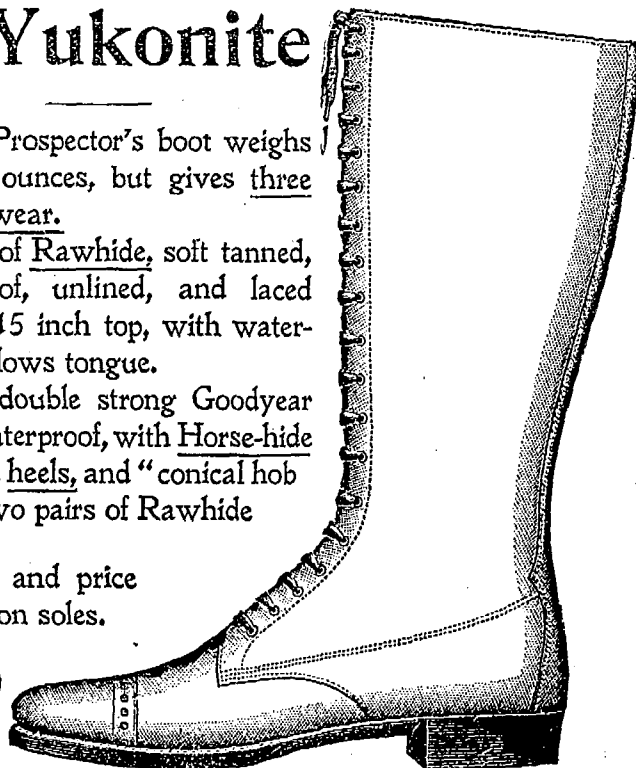 Yukonite
Prospector's boot weighs
ounces, but gives three
wear.
of Rawhide, soft tanned,
of, unlined, and laced
15 inch top, with water-
lows tongue.
double strong Goodyear
terproof, with Horse-hide
heels, and "conical hob
vo pairs of Rawhide
and price
on soles.